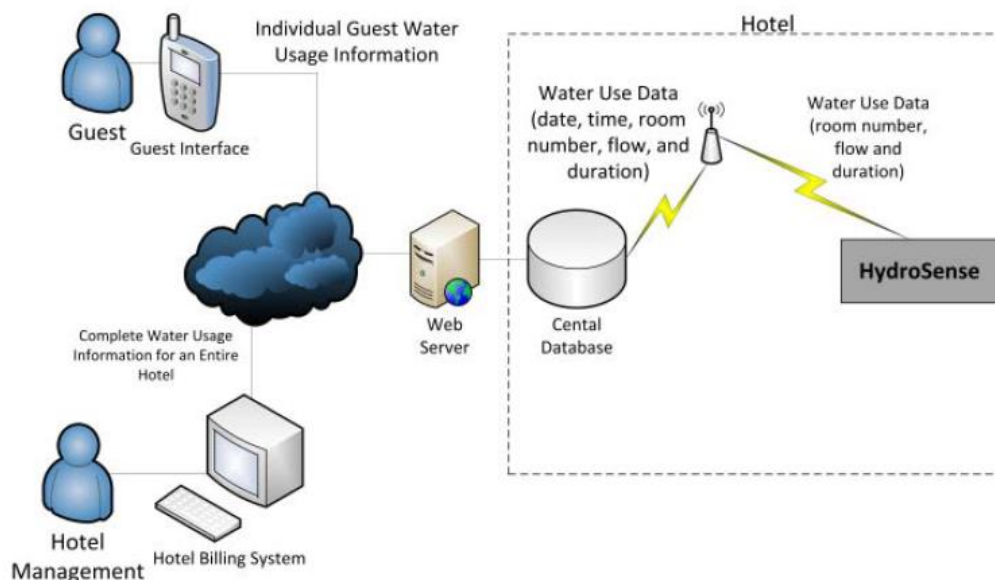 Individual Guest Water
Usage Information
Guest
Guest Interface
Hotel
Water Use Data
(date, time, room
number, flow, and
duration)
Water Use Data
(room number,
flow and
duration)
HydroSense
Web
Server
Cental
Database
Complete Water Usage
Information for an Entire
Hotel
Hotel
Management
Hotel Billing System